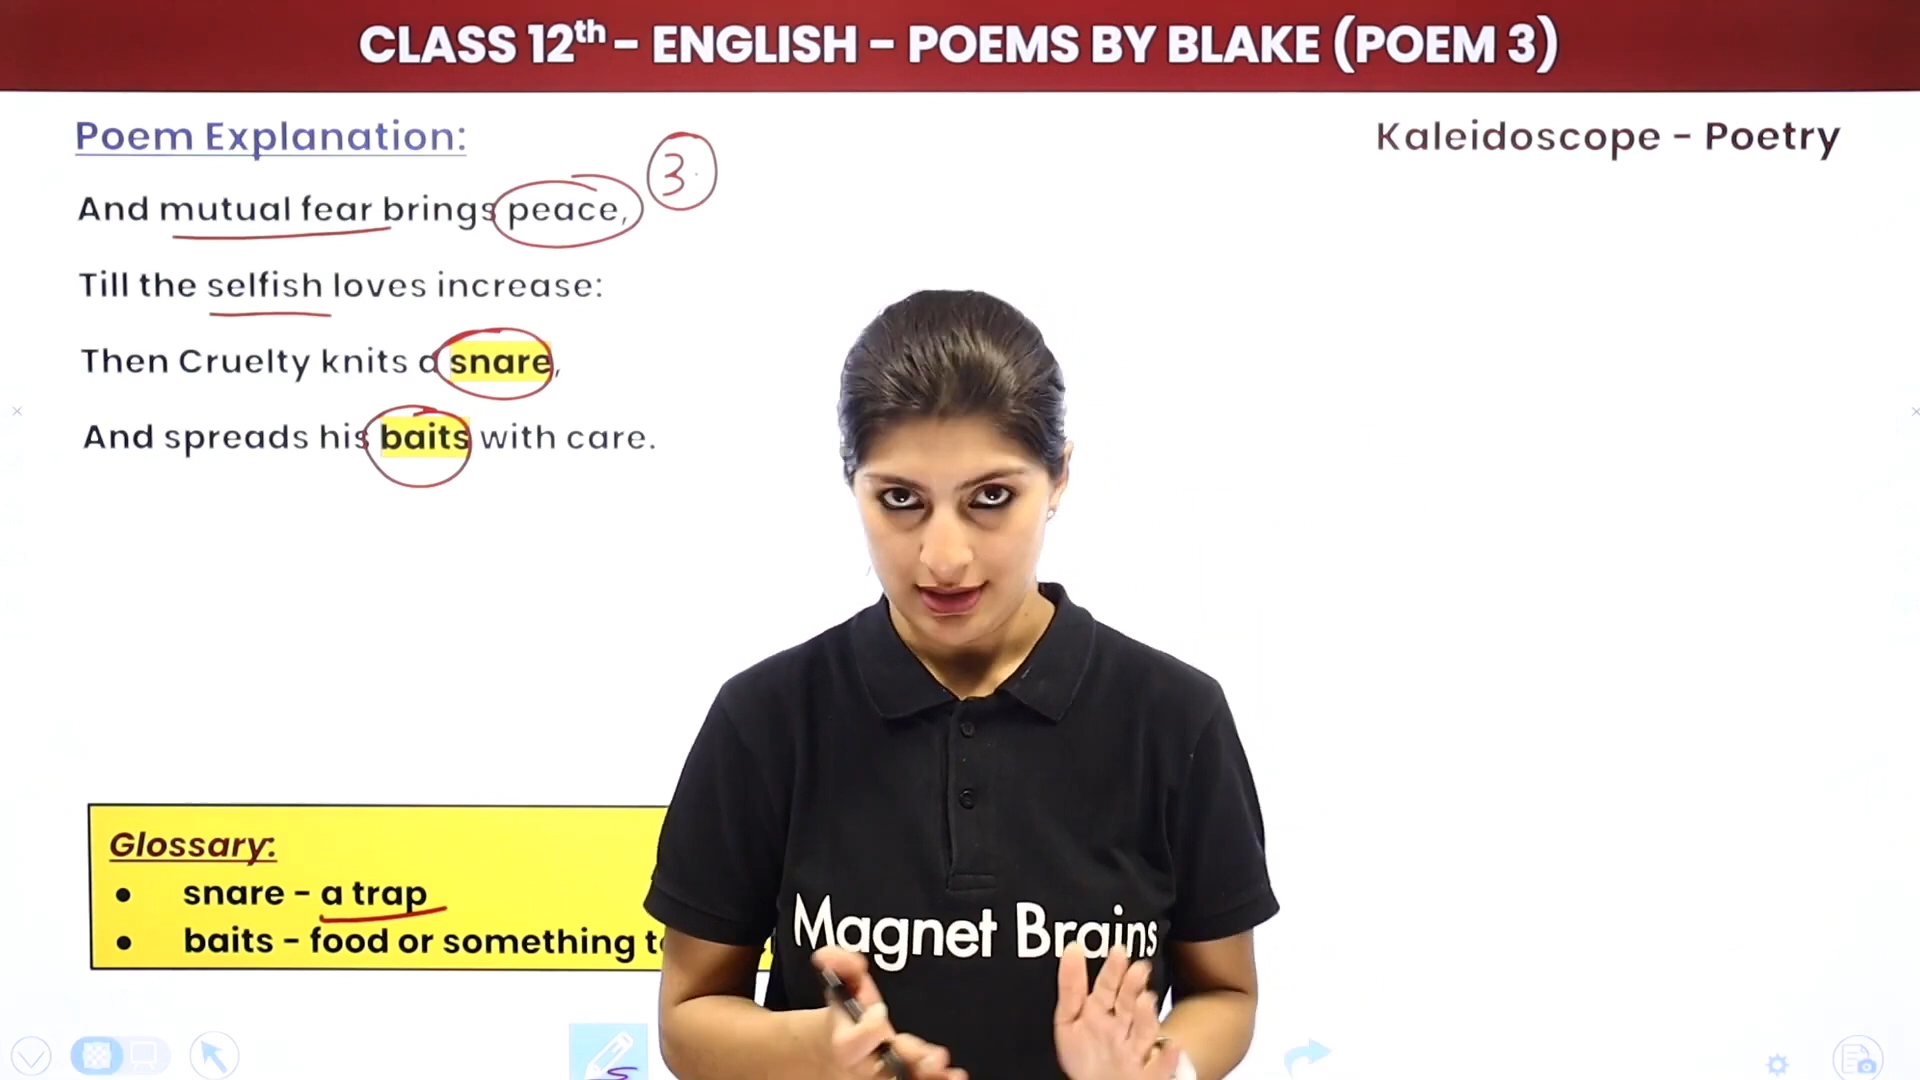 CLASS 12th - ENGLISH - POEMS BY BLAKE (POEM 3)
Poem Explanation:
Kaleidoscope - Poetry
3
And mutual fear brings peace,
Till the selfish loves increase:
Then Cruelty knits a snare,
And spreads his baits with care.
Glossary:
• snare - a trap
• baits - food or something
Magnet Brains